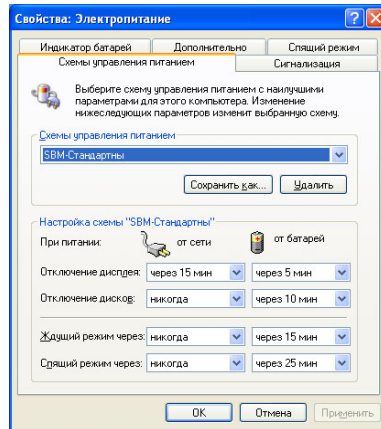 Свойства: Электропитание
Индикатор батарей Дополнительно Спящий режим
Схемы управления питанием Сигнализация
Выберите схему управления питанием с наилучшими
параметрами для этого компьютера. Изменение
нижеследующих параметров изменит выбранную схему.
Схемы управления питанием
SBM-Стандартны
Сохранить как... Удалить
Настройка схемы "SBM-Стандартны"
При питании: от сети от батарей
Отключение дисплея: через 15 мин через 5 мин
Отключение дисков: никогда через 10 мин
Ждущий режим через: никогда через 15 мин
Спящий режим через: никогда через 25 мин
OK Отмена Применить